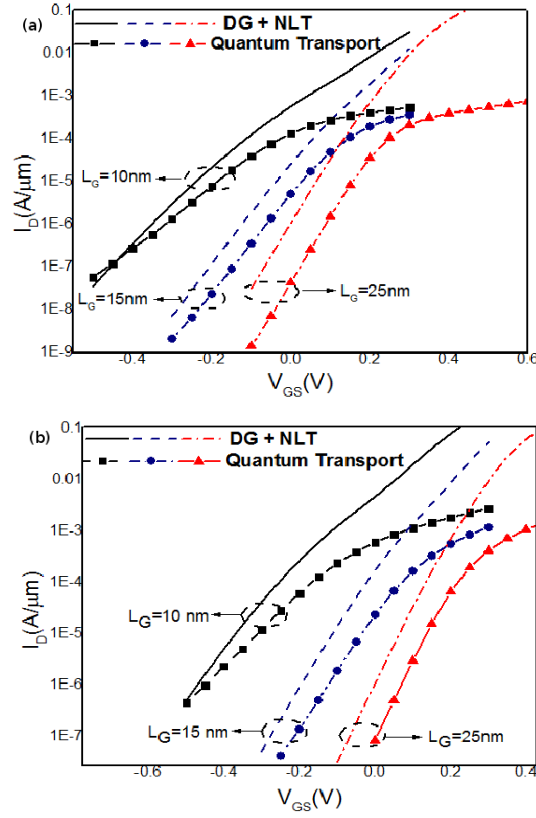 (a)
0.1
DG + NLT
Quantum Transport
0.01
1E-3
1E-4
L_G=10nm
1E-5
I_D(A/μm)
1E-6
1E-7
L_G=15nm
L_G=25nm
1E-8
1E-9
-0.4
-0.2
0.0
0.2
0.4
0.6
V_GS(V)
(b)
0.1
DG + NLT
Quantum Transport
0.01
1E-3
1E-4
L_G=10 nm
1E-5
I_D(A/μm)
1E-6
L_G=15 nm
L_G=25nm
1E-7
-0.6
-0.4
-0.2
0.0
0.2
0.4
V_GS(V)